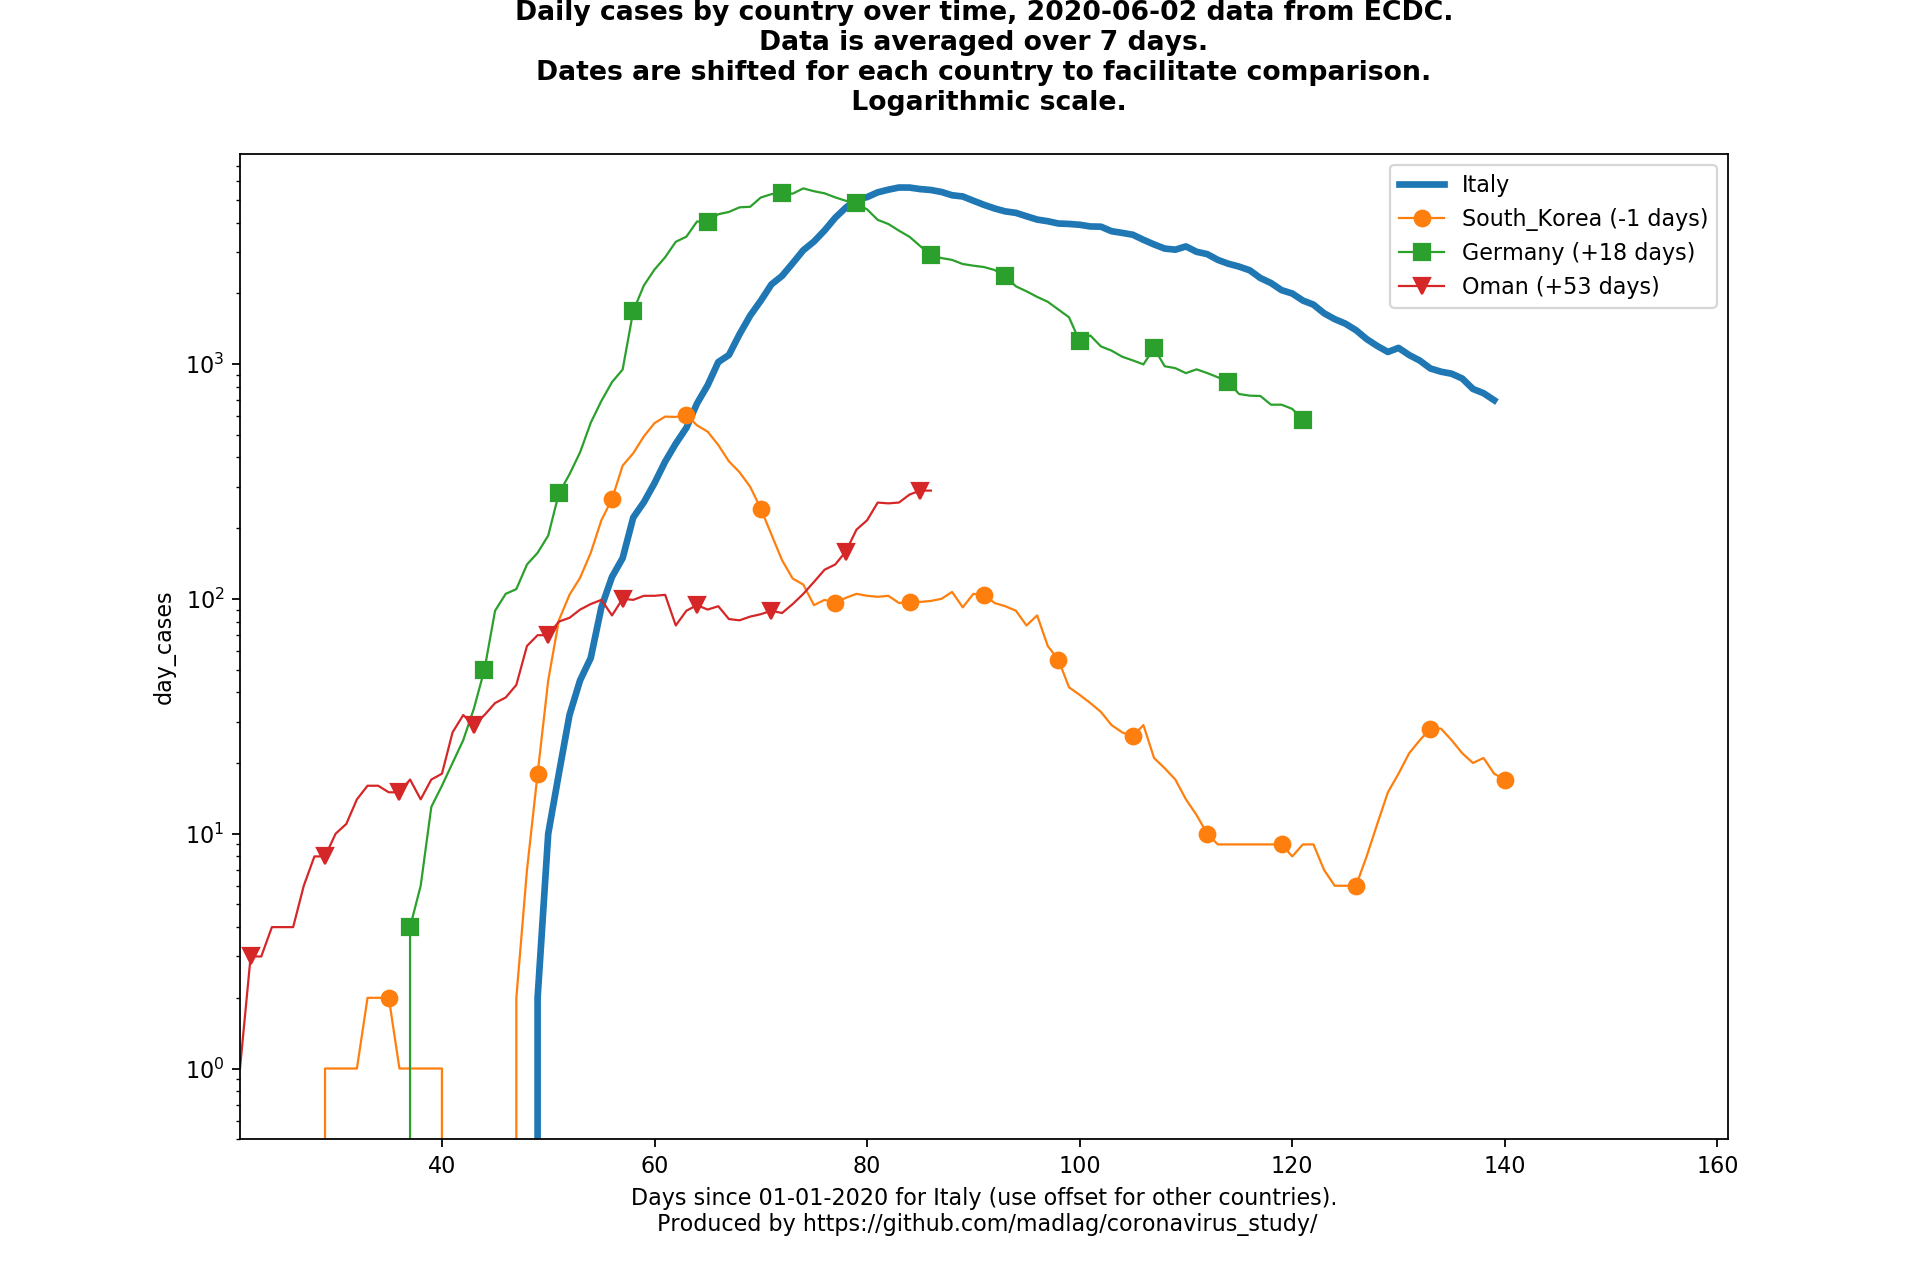 Daily cases by country over time, 2020-06-02 data from ECDC.
Data is averaged over 7 days.
Dates are shifted for each country to facilitate comparison.
Logarithmic scale.
Italy
South_Korea (-1 days)
Germany (+18 days)
Oman (+53 days)
day_cases
10³
10²
10¹
10⁰
40 60 80 100 120 140 160
Days since 01-01-2020 for Italy (use offset for other countries).
Produced by https://github.com/madlag/coronavirus_study/